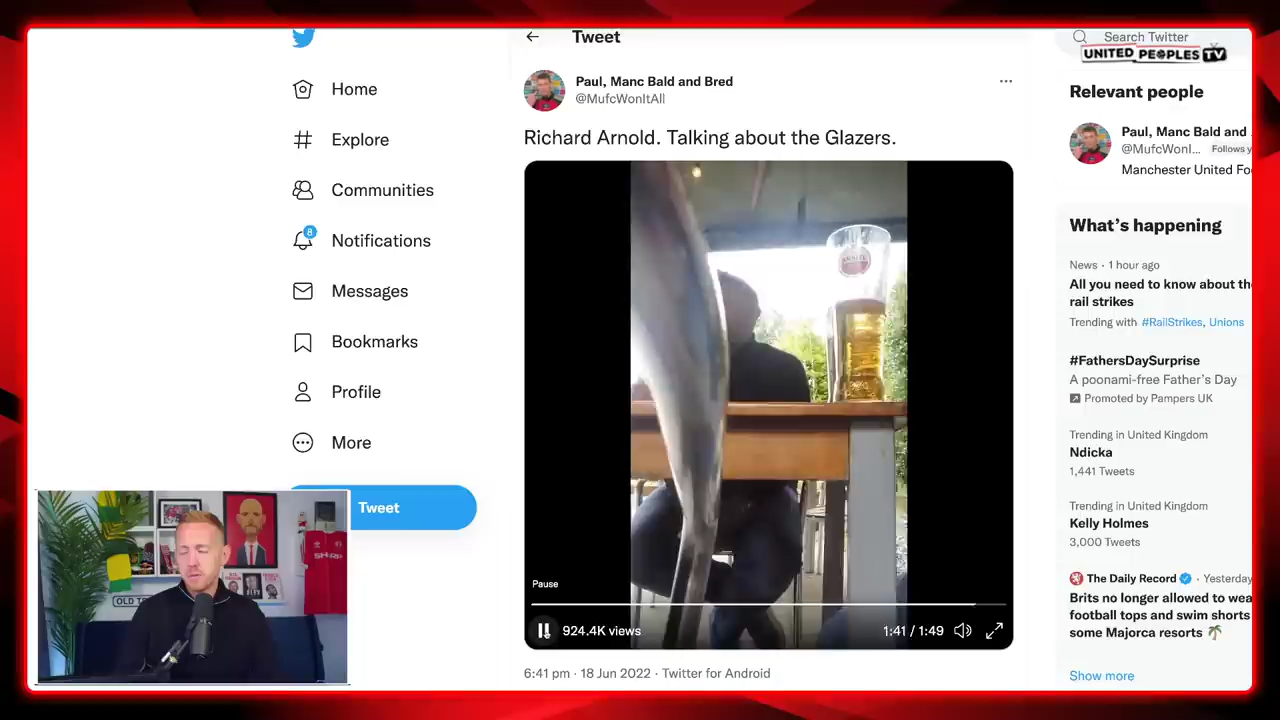 Tweet
Search Twitter
UNITED PEOPLES TV
Home
Explore
Communities
8
Notifications
Messages
Bookmarks
Profile
More
Tweet
Paul, Manc Bald and Bred
@MufcWonItAll
Richard Arnold. Talking about the Glazers.
Pause
924.4K views
1:41 / 1:49
6:41 pm · 18 Jun 2022 · Twitter for Android
Relevant people
Paul, Manc Bald and
@MufcWonI... Follows y
Manchester United Fo
What's happening
News · 1 hour ago
All you need to know about th
rail strikes
Trending with #RailStrikes, Unions
#FathersDaySurprise
A poonami-free Father's Day
Promoted by Pampers UK
Trending in United Kingdom
Ndicka
1,441 Tweets
Trending in United Kingdom
Kelly Holmes
3,000 Tweets
The Daily Record · Yesterday
Brits no longer allowed to wea
football tops and swim shorts
some Majorca resorts
Show more
SHARP